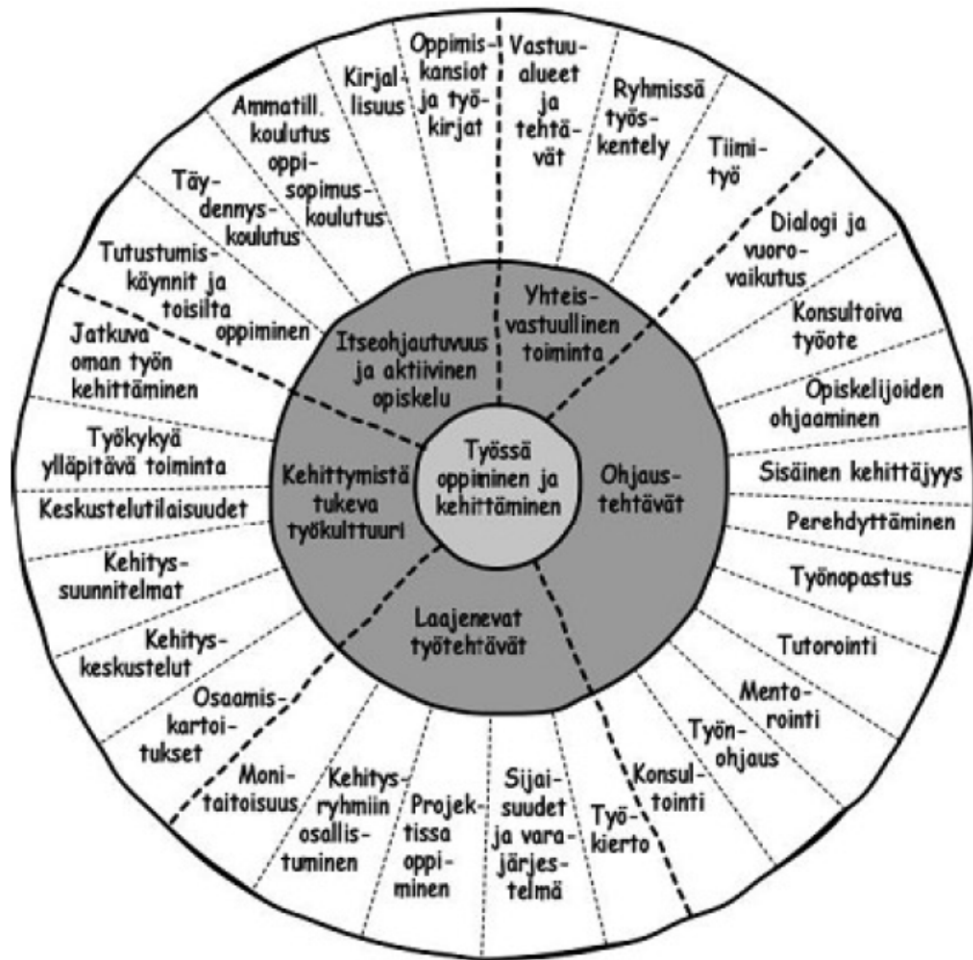 Työssä
oppiminen ja
kehittäminen
Itseohjautuvuus
ja aktiivinen
opiskelu
Yhteis-
vastuullinen
toiminta
Ohjaus-
tehtävät
Laajenevat
työtehtävät
Kehittymistä
tukeva
työkulttuuri
Vastuu-
alueet
ja
tehtä-
vät
Ryhmissä
työs-
kentely
Tiimi-
työ
Dialogi ja
vuoro-
vaikutus
Konsultoiva
työote
Opiskelijoiden
ohjaaminen
Sisäinen kehittäjyys
Perehdyttäminen
Työnopastus
Tutorointi
Mento-
rointi
Työn-
ohjaus
Konsul-
tointi
Työ-
kierto
Sijai-
suudet
ja vara-
järjes-
telmä
Projek-
tissa
oppi-
minen
Kehitys-
ryhmiin
osallis-
tuminen
Moni-
taitoisuus
Osaamis-
kartoi-
tukset
Kehitys-
keskustelut
Kehitys-
suunnitelmat
Keskustelutilaisuudet
Työkykyä
ylläpitävä toiminta
Jatkuva
oman työn
kehittäminen
Tutustumis-
käynnit ja
toisilta
oppiminen
Täy-
dennys-
koulutus
Ammatill.
koulutus
oppi-
sopimus-
koulutus
Kirjal-
lisuus
Oppimis-
kansiot
ja työ-
kirjat